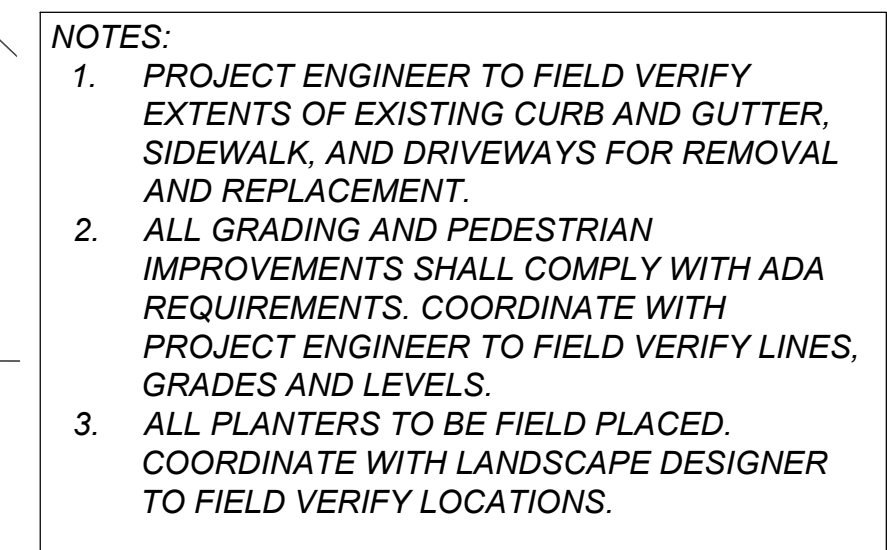 NOTES:
1. PROJECT ENGINEER TO FIELD VERIFY
EXTENTS OF EXISTING CURB AND GUTTER,
SIDEWALK, AND DRIVEWAYS FOR REMOVAL
AND REPLACEMENT.
2. ALL GRADING AND PEDESTRIAN
IMPROVEMENTS SHALL COMPLY WITH ADA
REQUIREMENTS. COORDINATE WITH
PROJECT ENGINEER TO FIELD VERIFY LINES,
GRADES AND LEVELS.
3. ALL PLANTERS TO BE FIELD PLACED.
COORDINATE WITH LANDSCAPE DESIGNER
TO FIELD VERIFY LOCATIONS.